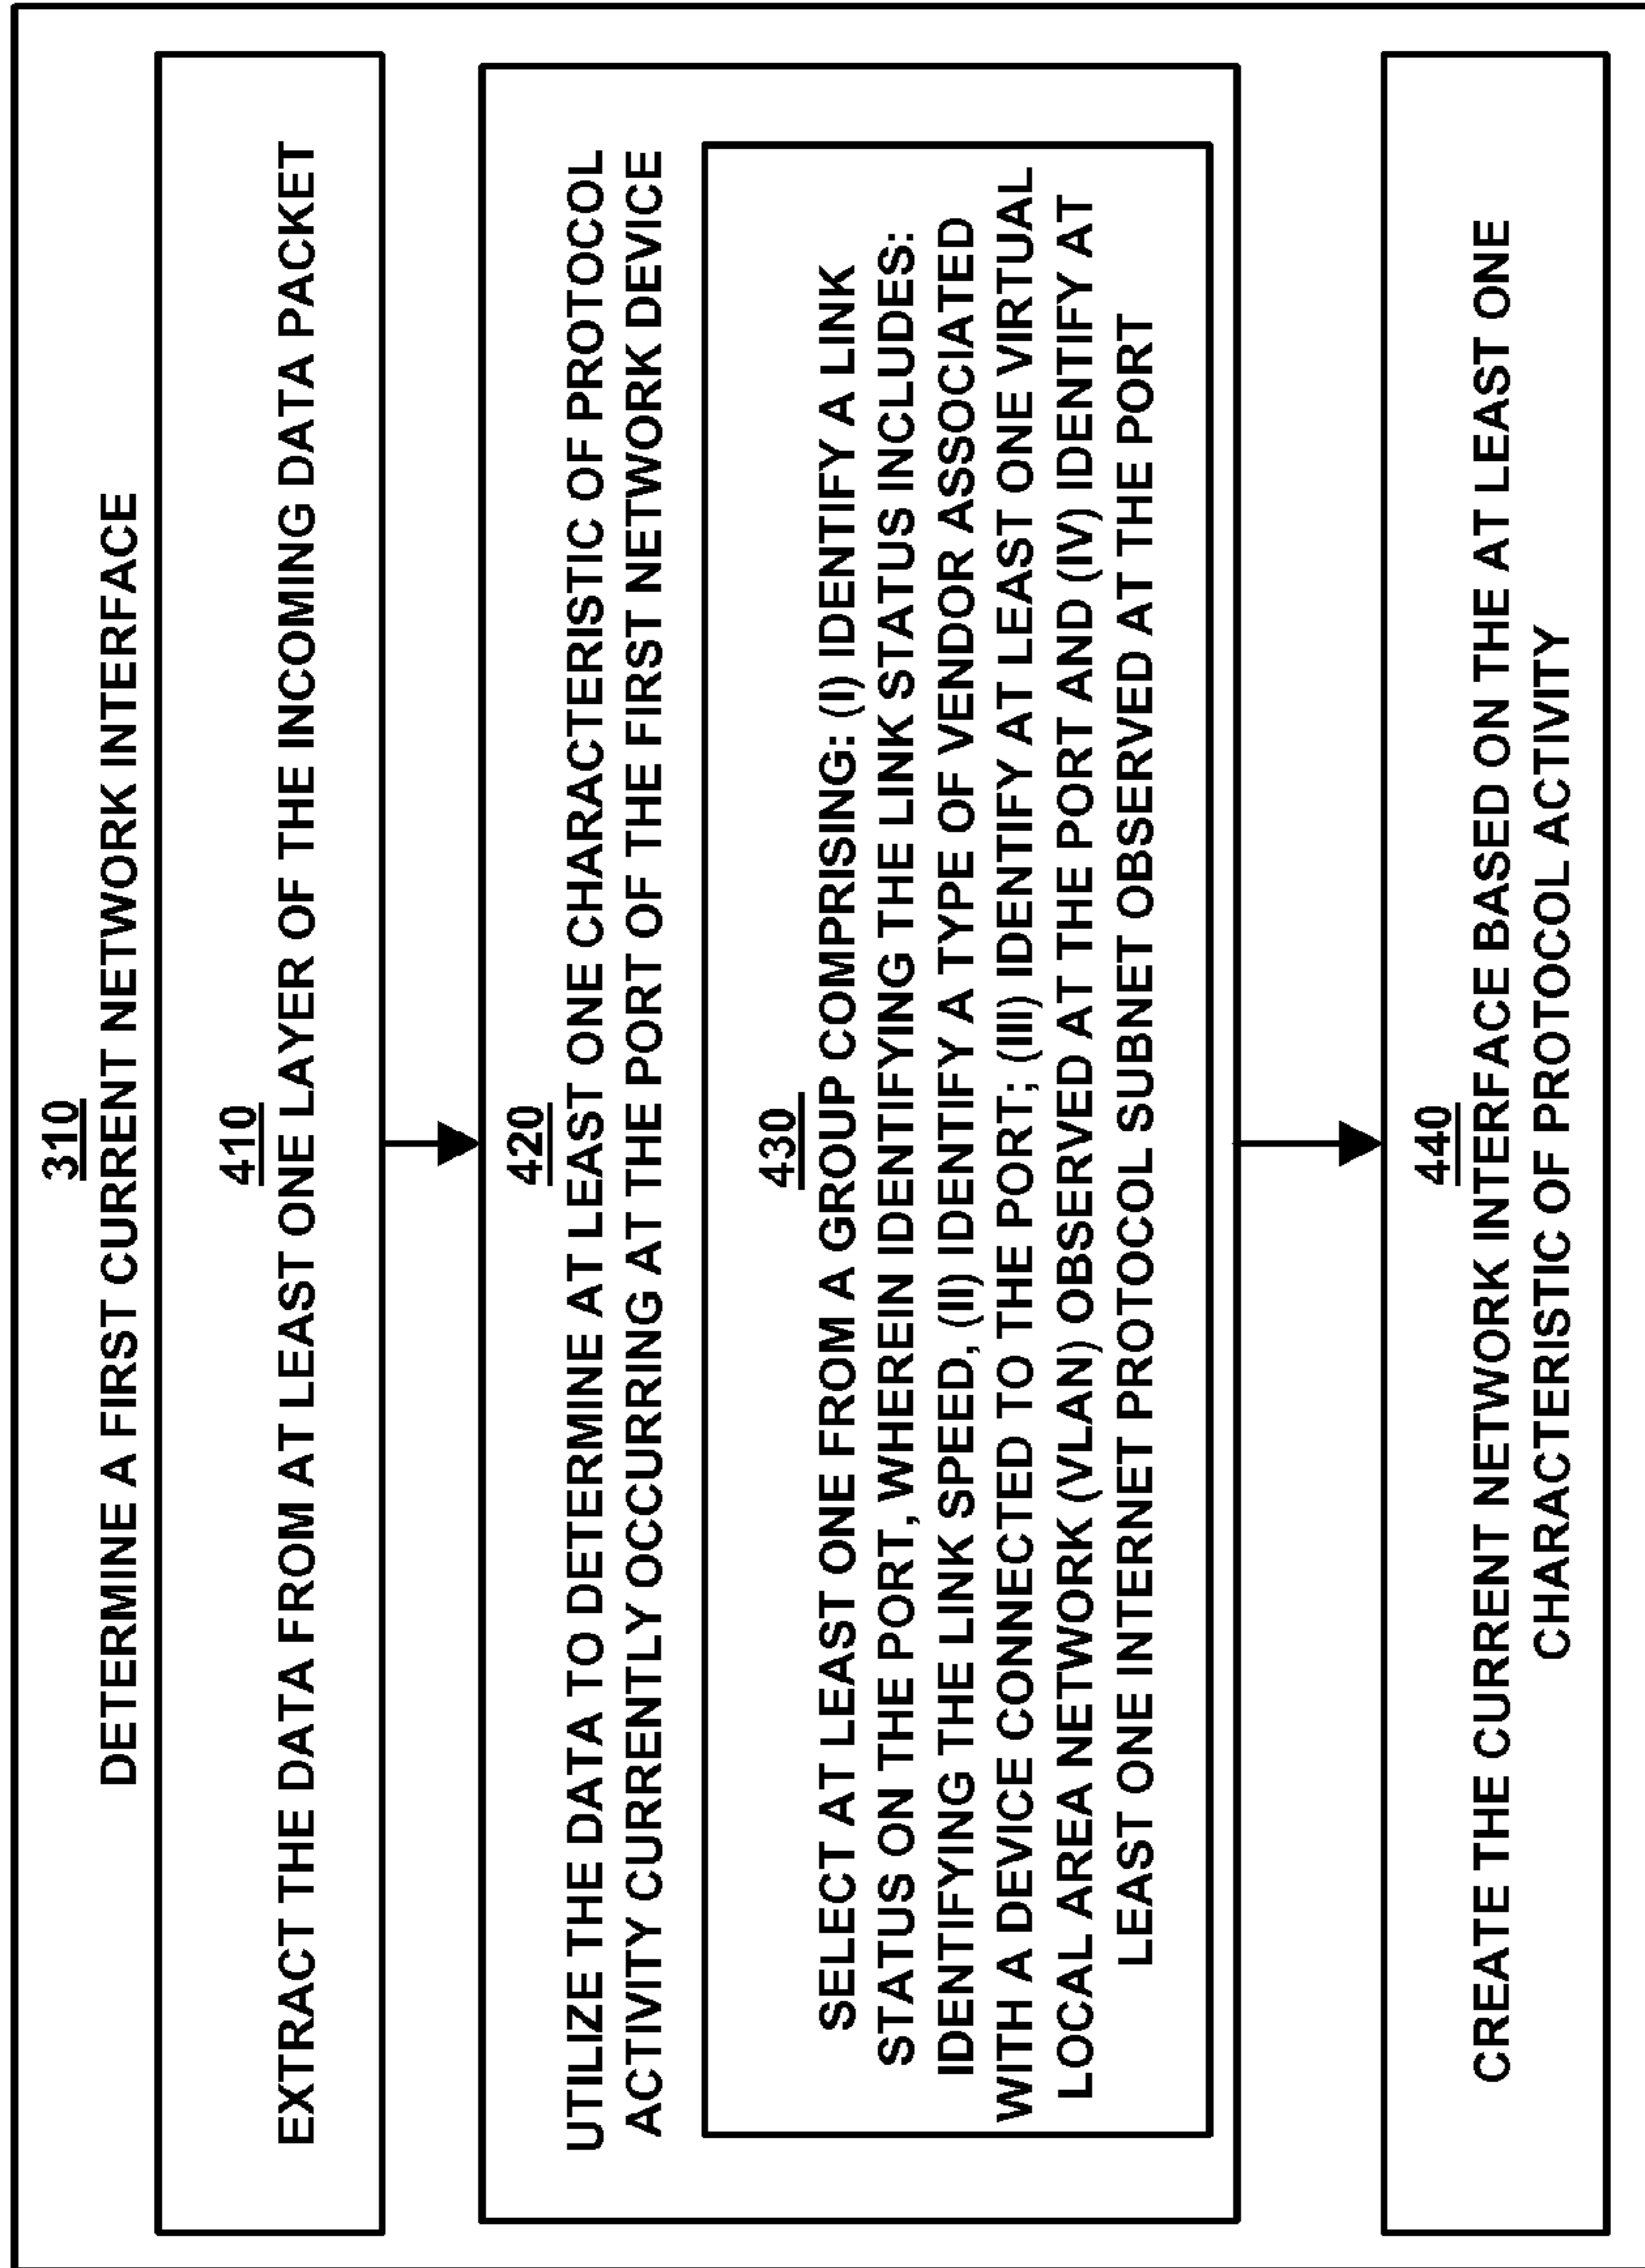 310
DETERMINE A FIRST CURRENT NETWORK INTERFACE
410
EXTRACT THE DATA FROM AT LEAST ONE LAYER OF THE INCOMING DATA PACKET
420
UTILIZE THE DATA TO DETERMINE AT LEAST ONE CHARACTERISTIC OF PROTOCOL
ACTIVITY CURRENTLY OCCURRING AT THE PORT OF THE FIRST NETWORK DEVICE
430
SELECT AT LEAST ONE FROM A GROUP COMPRISING: (I) IDENTIFY A LINK
STATUS ON THE PORT, WHEREIN IDENTIFYING THE LINK STATUS INCLUDES:
IDENTIFYING THE LINK SPEED, (II) IDENTIFY A TYPE OF VENDOR ASSOCIATED
WITH A DEVICE CONNECTED TO THE PORT; (III) IDENTIFY AT LEAST ONE VIRTUAL
LOCAL AREA NETWORK (VLAN) OBSERVED AT THE PORT AND (IV) IDENTIFY AT
LEAST ONE INTERNET PROTOCOL SUBNET OBSERVED AT THE PORT
440
CREATE THE CURRENT NETWORK INTERFACE BASED ON THE AT LEAST ONE
CHARACTERISTIC OF PROTOCOL ACTIVITY